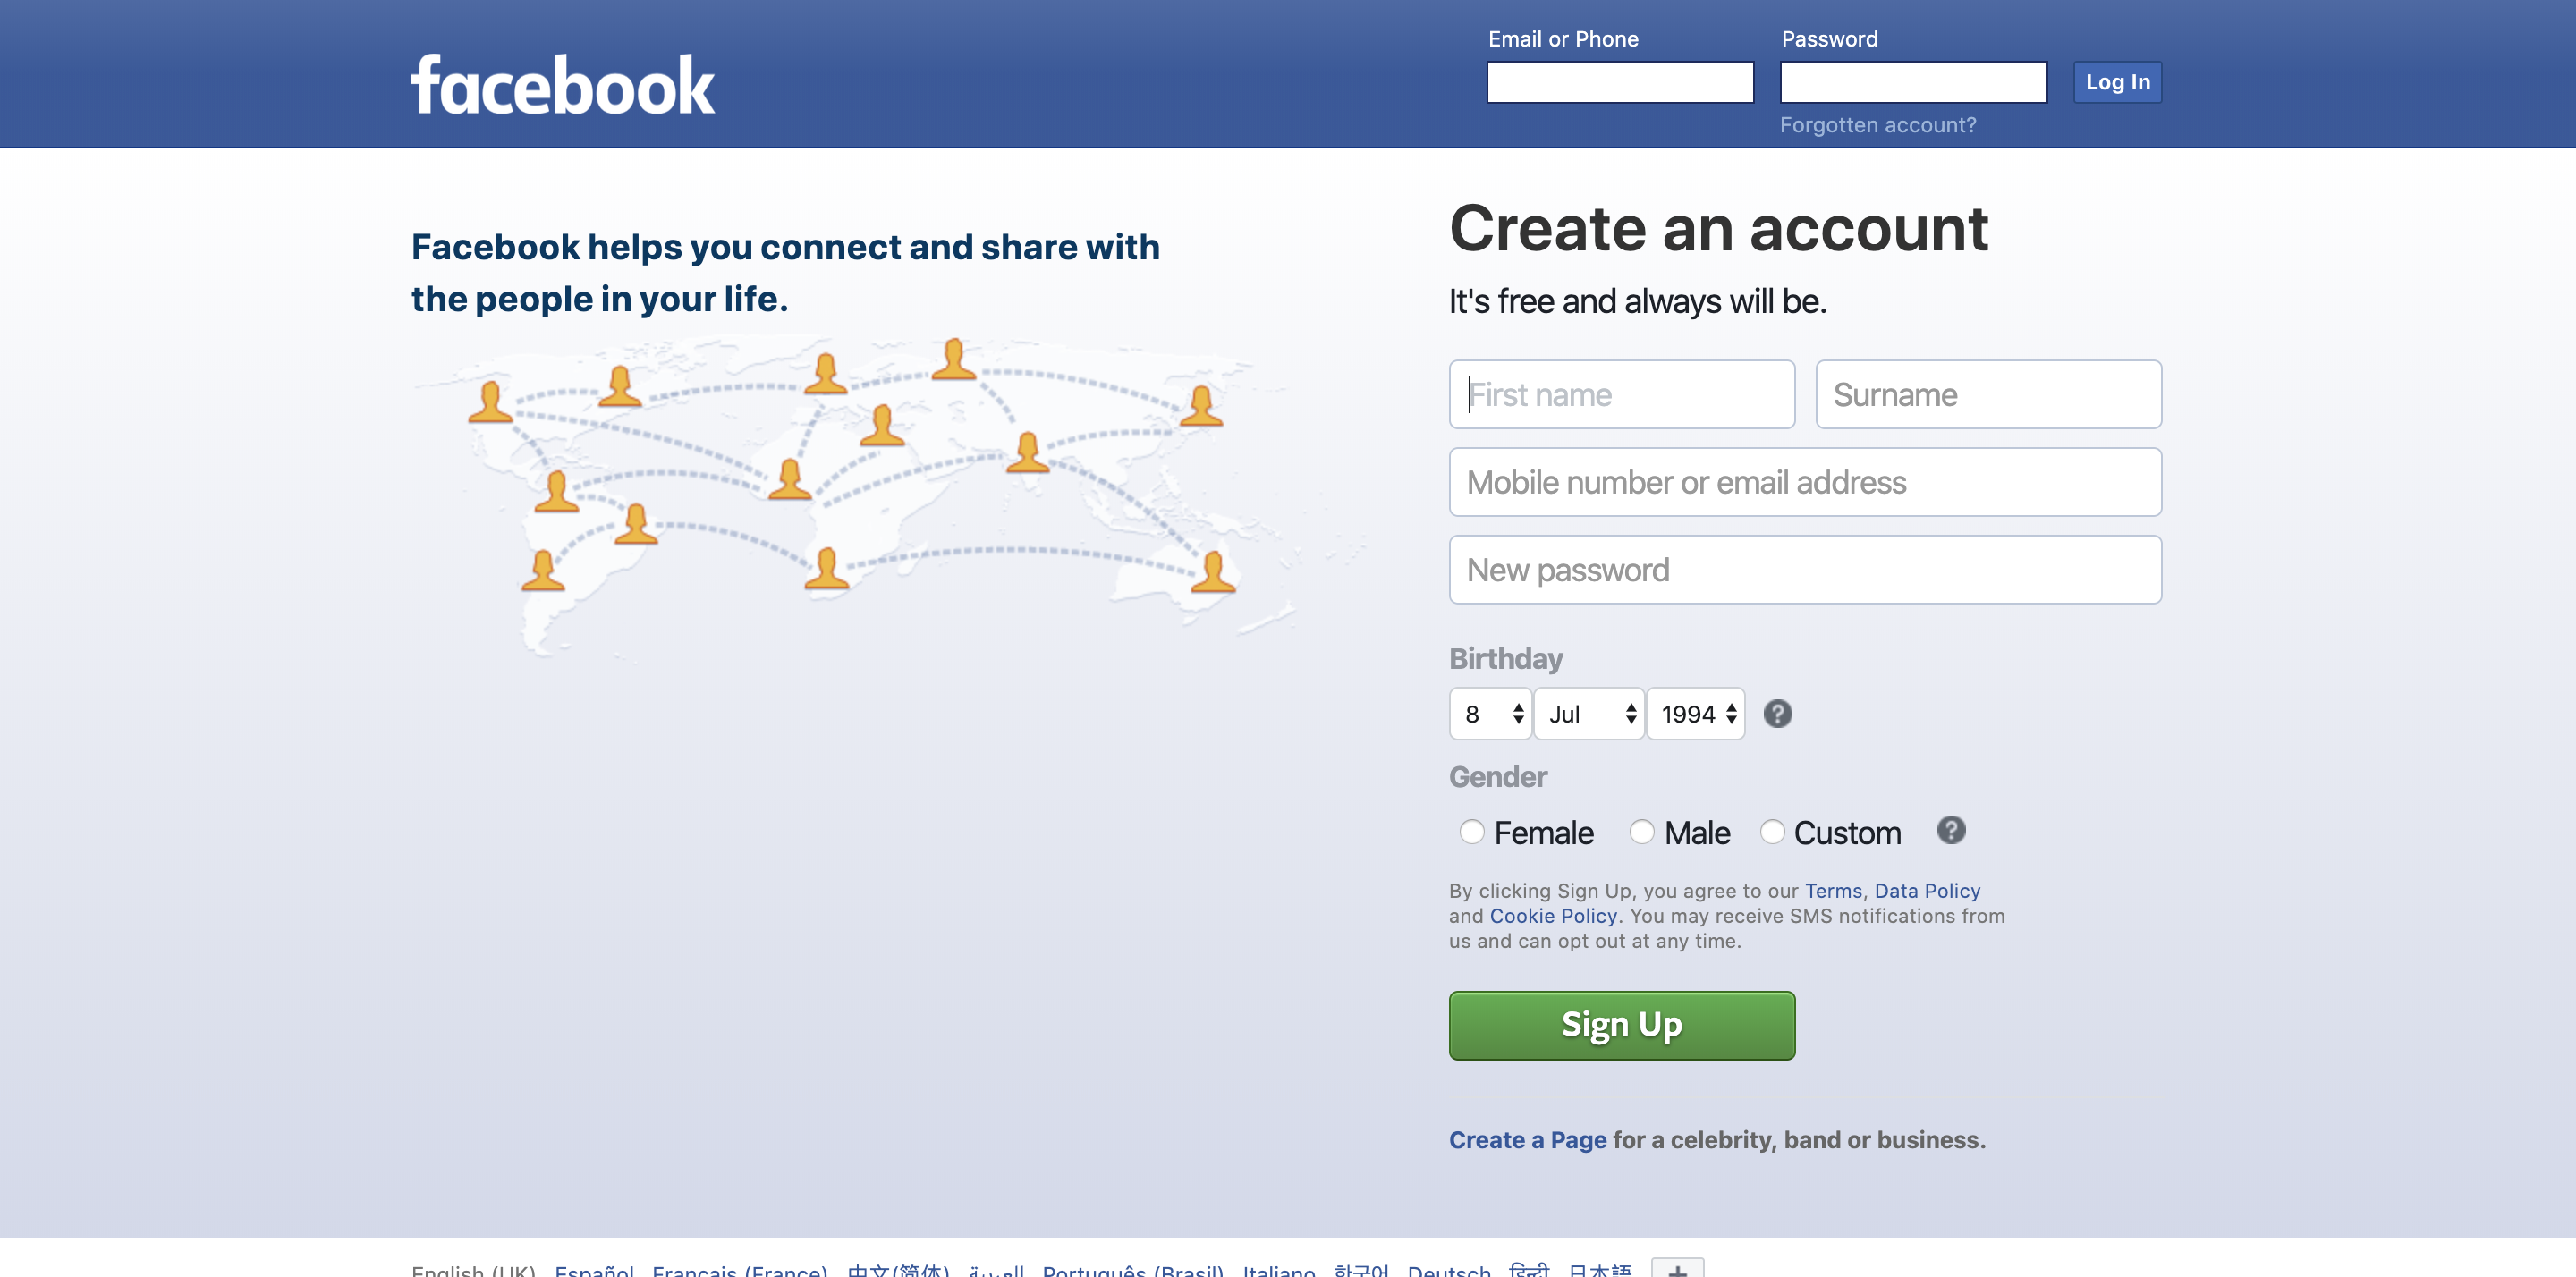 facebook
Email or Phone
Password
Log In
Forgotten account?
Facebook helps you connect and share with
the people in your life.
Create an account
It's free and always will be.
First name
Surname
Mobile number or email address
New password
Birthday
8 Jul 1994 ?
Gender
Female Male Custom ?
By clicking Sign Up, you agree to our Terms, Data Policy
and Cookie Policy. You may receive SMS notifications from
us and can opt out at any time.
Sign Up
Create a Page for a celebrity, band or business.
English (UK) Español Français (France) 中文(简体) العربية Português (Brasil) Italiano 한국어 Deutsch हिन्दी 日本語 +